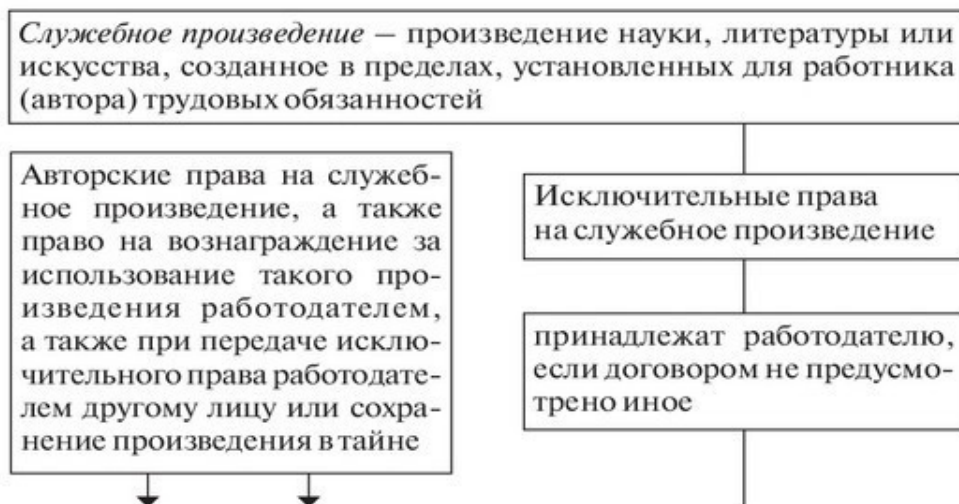 Служебное произведение – произведение науки, литературы или
искусства, созданное в пределах, установленных для работника
(автора) трудовых обязанностей
Авторские права на служеб-
ное произведение, а также
право на вознаграждение за
использование такого про-
изведения работодателем,
а также при передаче исклю-
чительного права работодате-
лем другому лицу или сохра-
нение произведения в тайне
Исключительные права
на служебное произведение
принадлежат работодателю,
если договором не предусмо-
трено иное